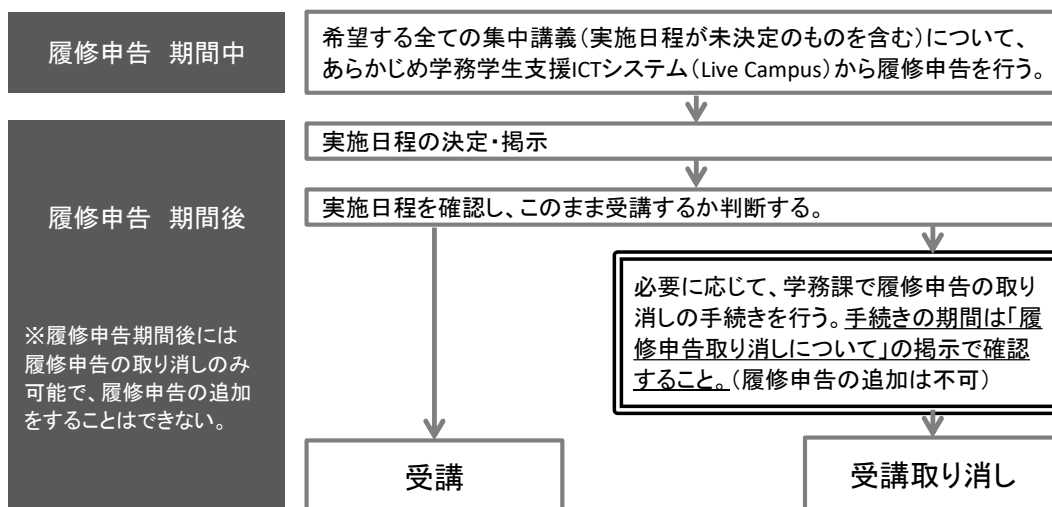 履修申告 期間中
希望する全ての集中講義(実施日程が未決定のものを含む)について、
あらかじめ学務学生支援ICTシステム(Live Campus)から履修申告を行う。
実施日程の決定・掲示
履修申告 期間後
実施日程を確認し、このまま受講するか判断する。
※履修申告期間後には
履修申告の取り消しのみ
可能で、履修申告の追加
をすることはできない。
必要に応じて、学務課で履修申告の取り
消しの手続きを行う。手続きの期間は「履
修申告取り消しについて」の掲示で確認
すること。(履修申告の追加は不可)
受講
受講取り消し